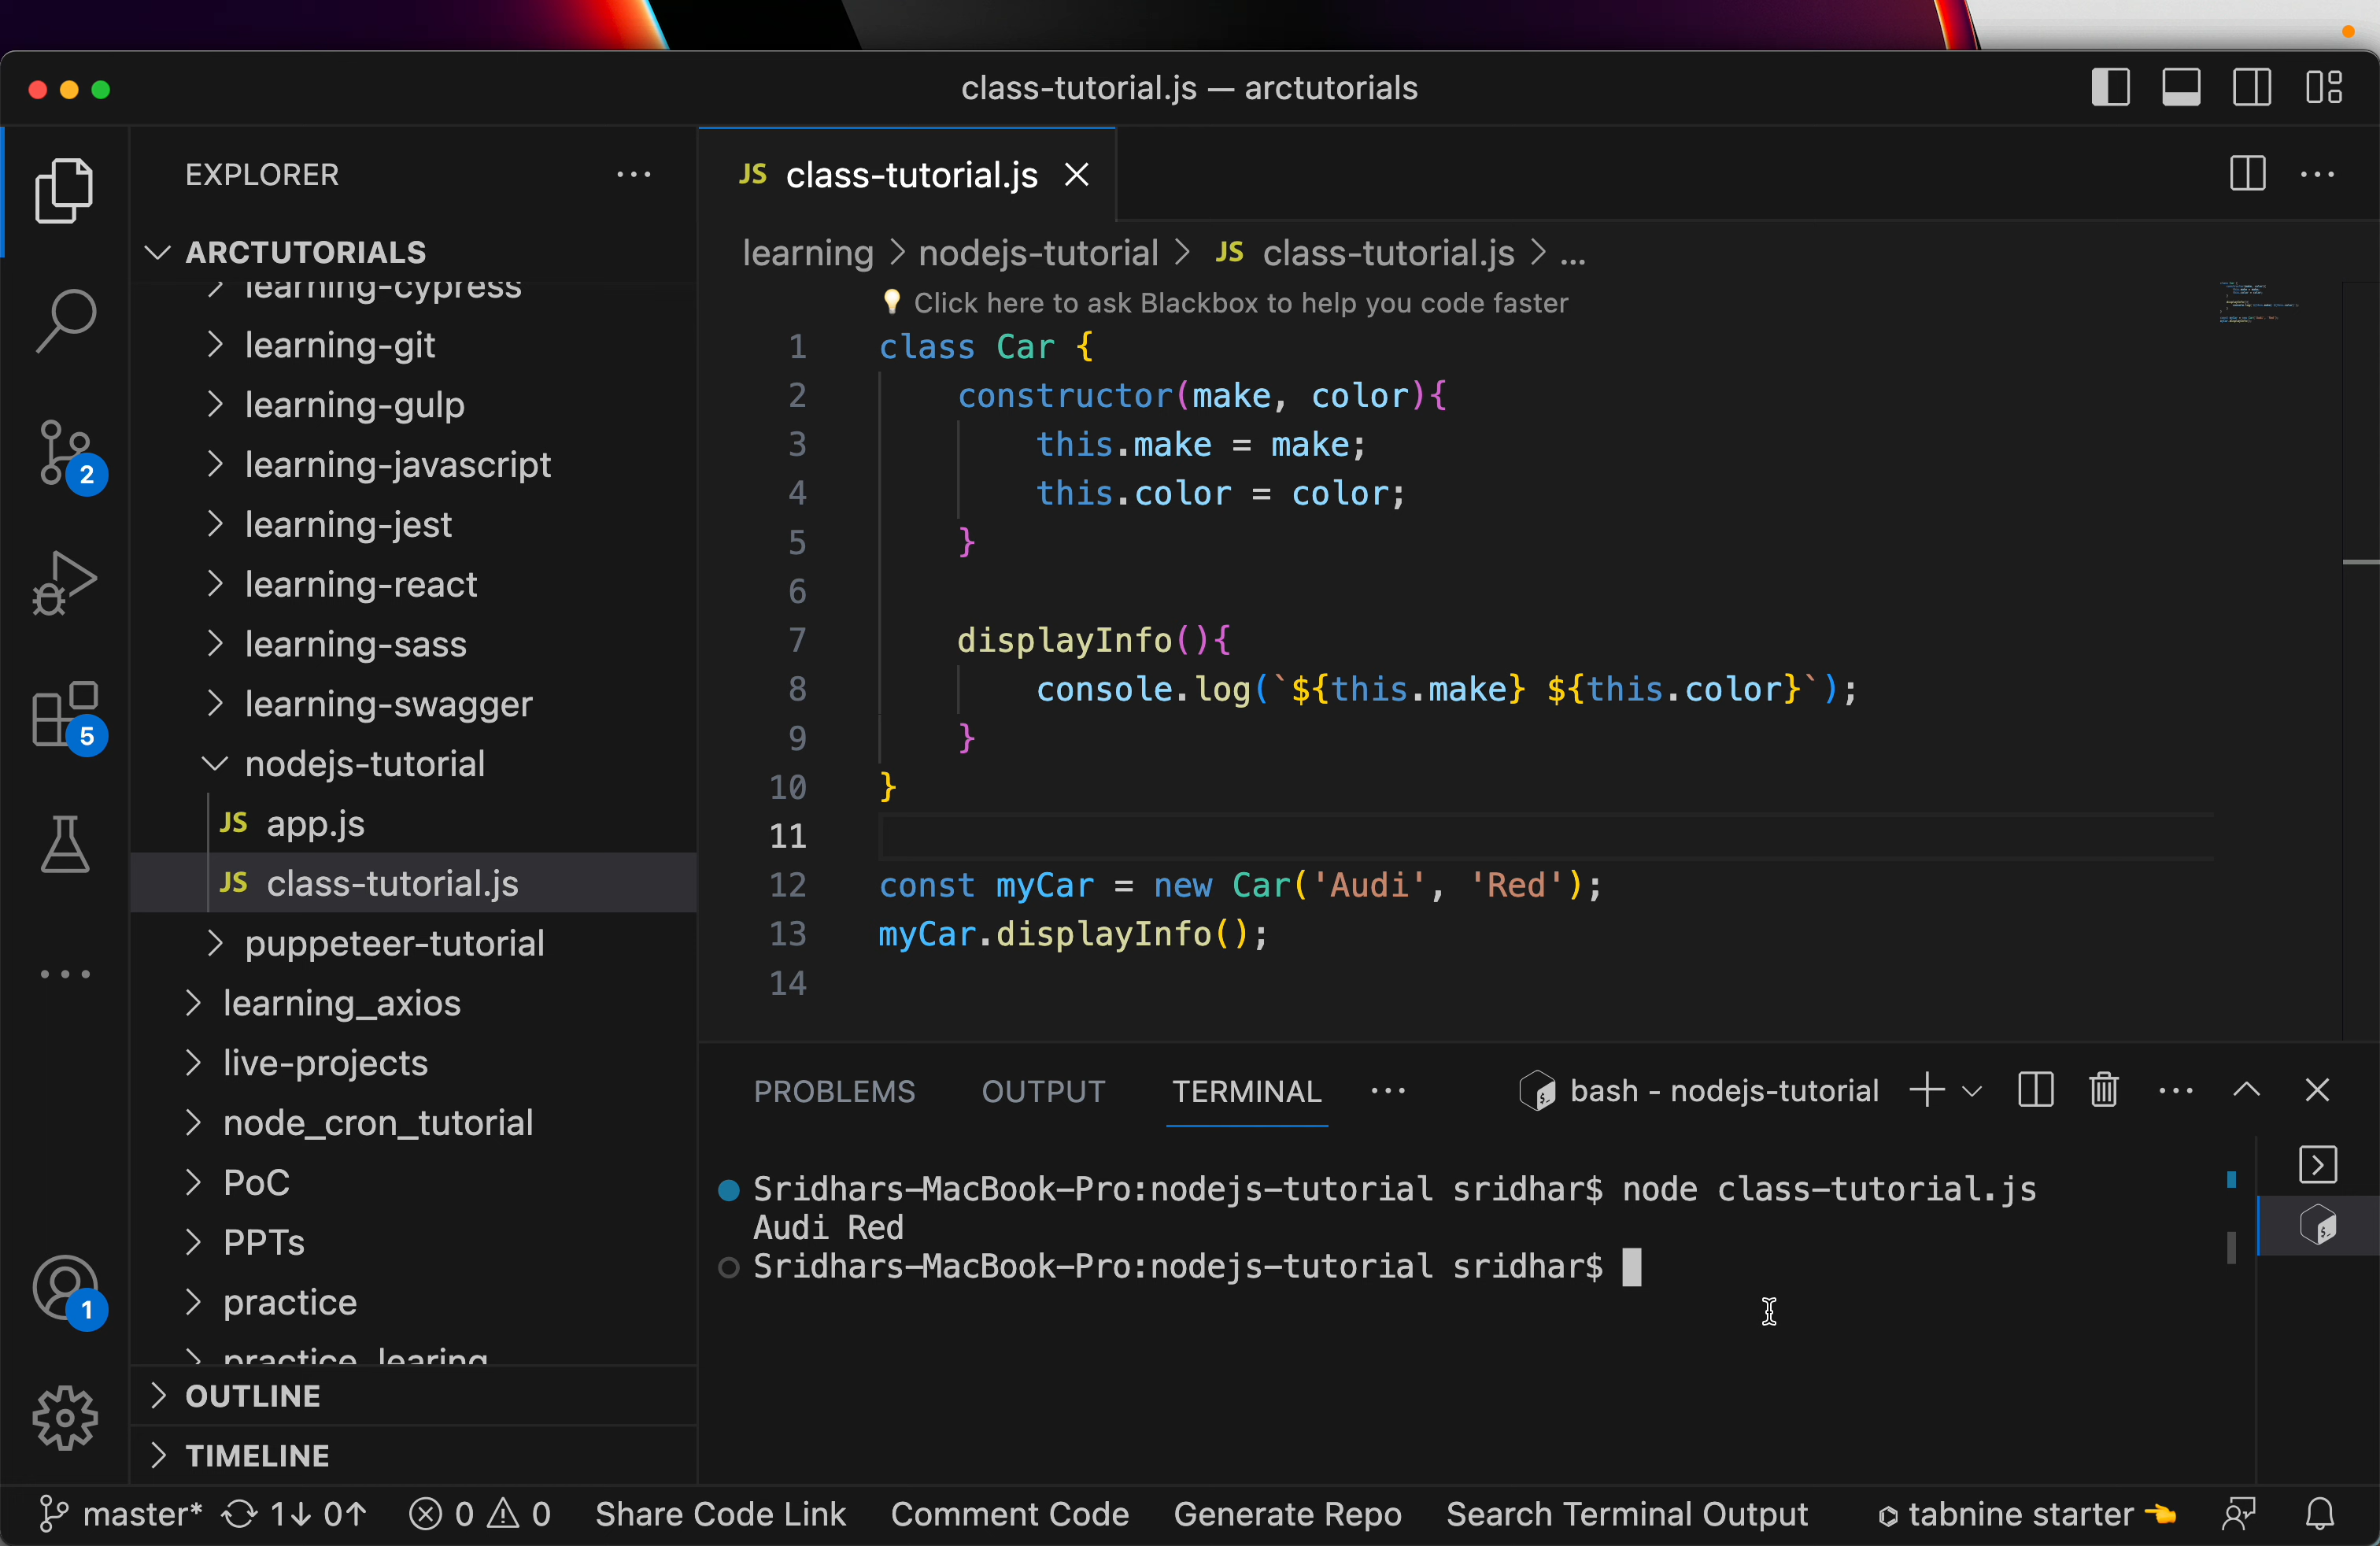 class-tutorial.js — arctutorials
EXPLORER
ARCTUTORIALS
learning-cypress
learning-git
learning-gulp
learning-javascript
learning-jest
learning-react
learning-sass
learning-swagger
nodejs-tutorial
JS app.js
JS class-tutorial.js
puppeteer-tutorial
learning_axios
live-projects
node_cron_tutorial
PoC
PPTs
practice
practice_learing
OUTLINE
TIMELINE
2
5
1
JS class-tutorial.js
learning > nodejs-tutorial > JS class-tutorial.js > ...
Click here to ask Blackbox to help you code faster
1 class Car {
2 constructor(make, color){
3 this.make = make;
4 this.color = color;
5 }
6
7 displayInfo(){
8 console.log(`${this.make} ${this.color}`);
9 }
10 }
11
12 const myCar = new Car('Audi', 'Red');
13 myCar.displayInfo();
14
PROBLEMS OUTPUT TERMINAL ... bash - nodejs-tutorial
Sridhars-MacBook-Pro:nodejs-tutorial sridhar$ node class-tutorial.js
Audi Red
Sridhars-MacBook-Pro:nodejs-tutorial sridhar$
master* 1↓ 0↑ 0 0 Share Code Link Comment Code Generate Repo Search Terminal Output tabnine starter